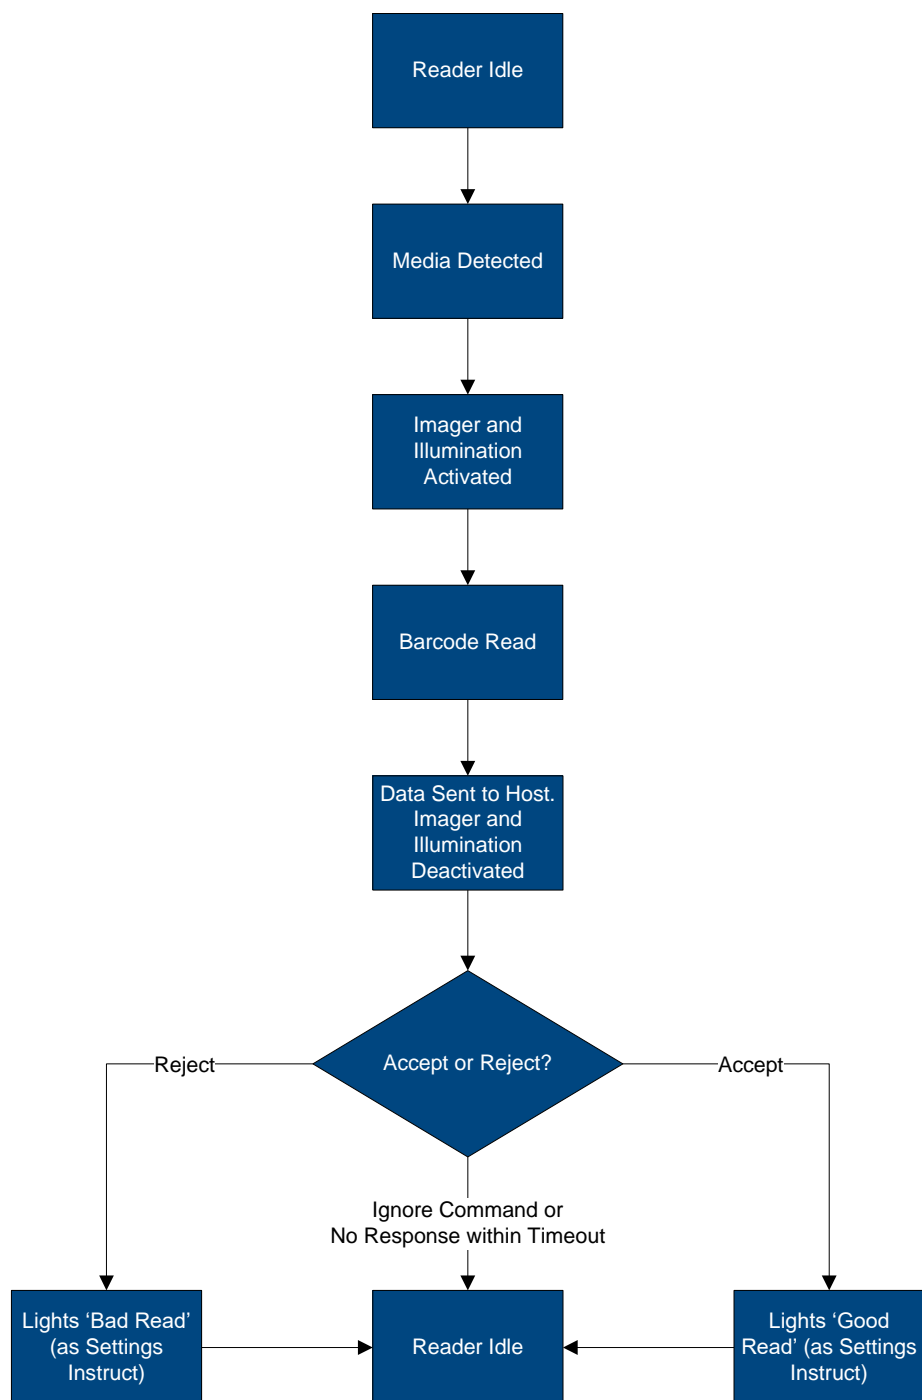 Reader Idle
Media Detected
Imager and
Illumination
Activated
Barcode Read
Data Sent to Host.
Imager and
Illumination
Deactivated
Accept or Reject?
Reject
Accept
Ignore Command or
No Response within Timeout
Lights ‘Bad Read’
(as Settings
Instruct)
Reader Idle
Lights ‘Good
Read’ (as Settings
Instruct)